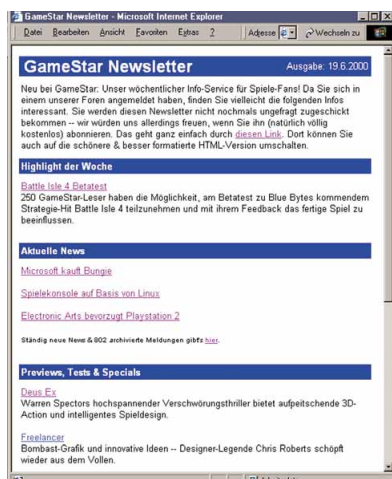 GameStar Newsletter - Microsoft Internet Explorer
Datei Bearbeiten Ansicht Favoriten Extras ? Adresse Wechseln zu
GameStar Newsletter Ausgabe: 19.6.2000
Neu bei GameStar: Unser wöchentlicher Info-Service für Spiele-Fans! Da Sie sich in
einem unserer Foren angemeldet haben, finden Sie vielleicht die folgenden Infos
interessant. Sie werden diesen Newsletter nicht nochmals ungefragt zugeschickt
bekommen -- wir würden uns allerdings freuen, wenn Sie ihn (natürlich völlig
kostenlos) abonnieren. Das geht ganz einfach durch diesen Link. Dort können Sie
auch auf die schönere & besser formatierte HTML-Version umschalten.
Highlight der Woche
Battle Isle 4 Betatest
250 GameStar-Leser haben die Möglichkeit, am Betatest zu Blue Bytes kommendem
Strategie-Hit Battle Isle 4 teilzunehmen und mit ihrem Feedback das fertige Spiel zu
beeinflussen.
Aktuelle News
Microsoft kauft Bungie
Spielekonsole auf Basis von Linux
Electronic Arts bevorzugt Playstation 2
Ständig neue News & 802 archivierte Meldungen gibt's hier.
Previews, Tests & Specials
Deus Ex
Warren Spectors hochspannender Verschwörungsthriller bietet aufpeitschende 3D-
Action und intelligentes Spieldesign.
Freelancer
Bombast-Grafik und innovative Ideen -- Designer-Legende Chris Roberts schöpft
wieder aus dem Vollen.